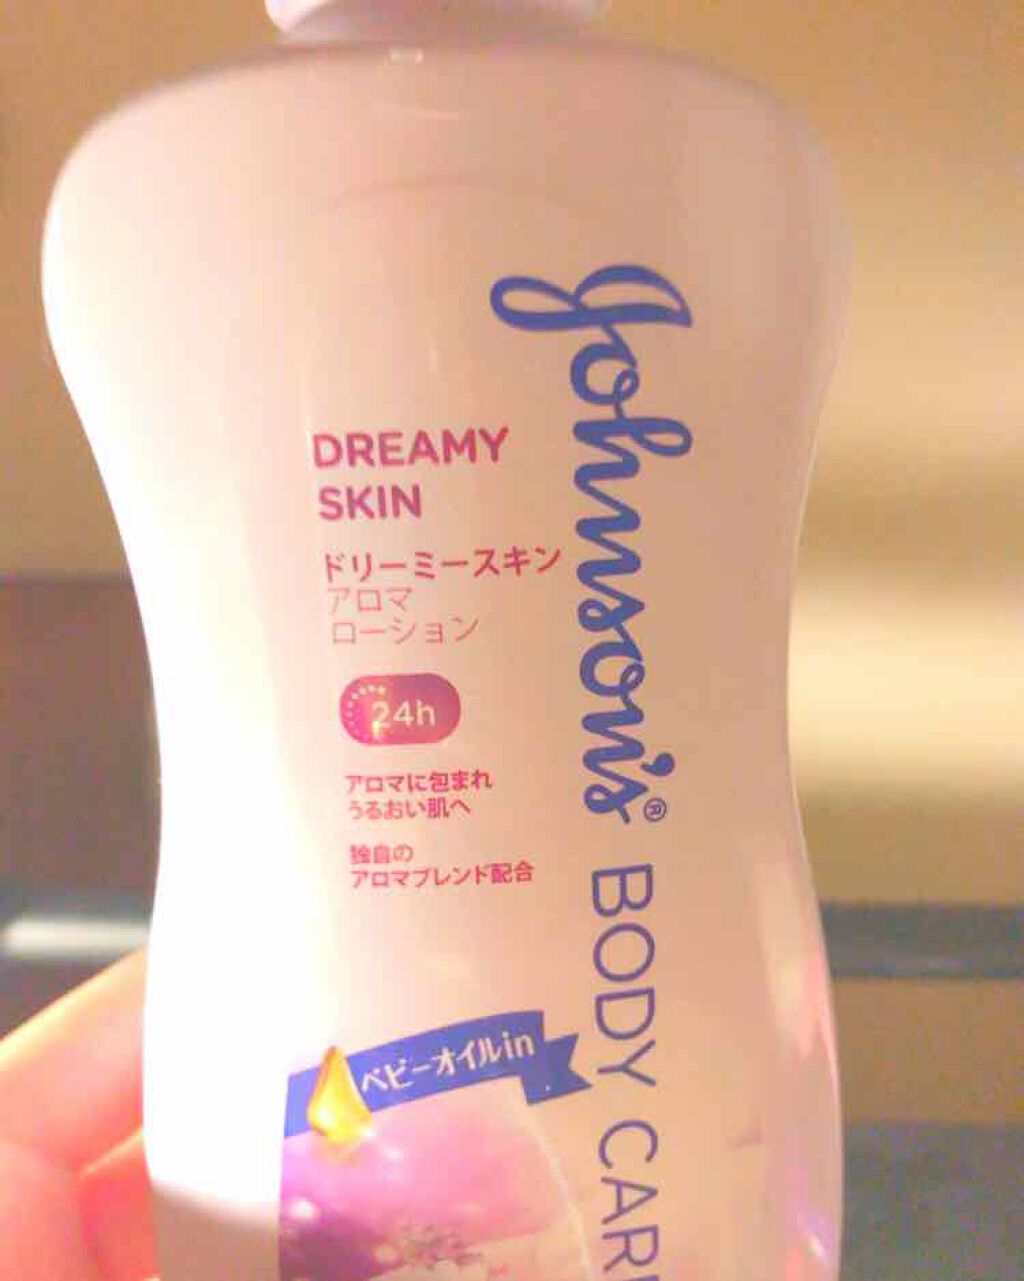 Johnson's® BODY CARE
DREAMY
SKIN
ドリーミースキン
アロマ
ローション
24h
アロマに包まれ
うるおい肌へ
独自の
アロマブレンド配合
ベビーオイルin